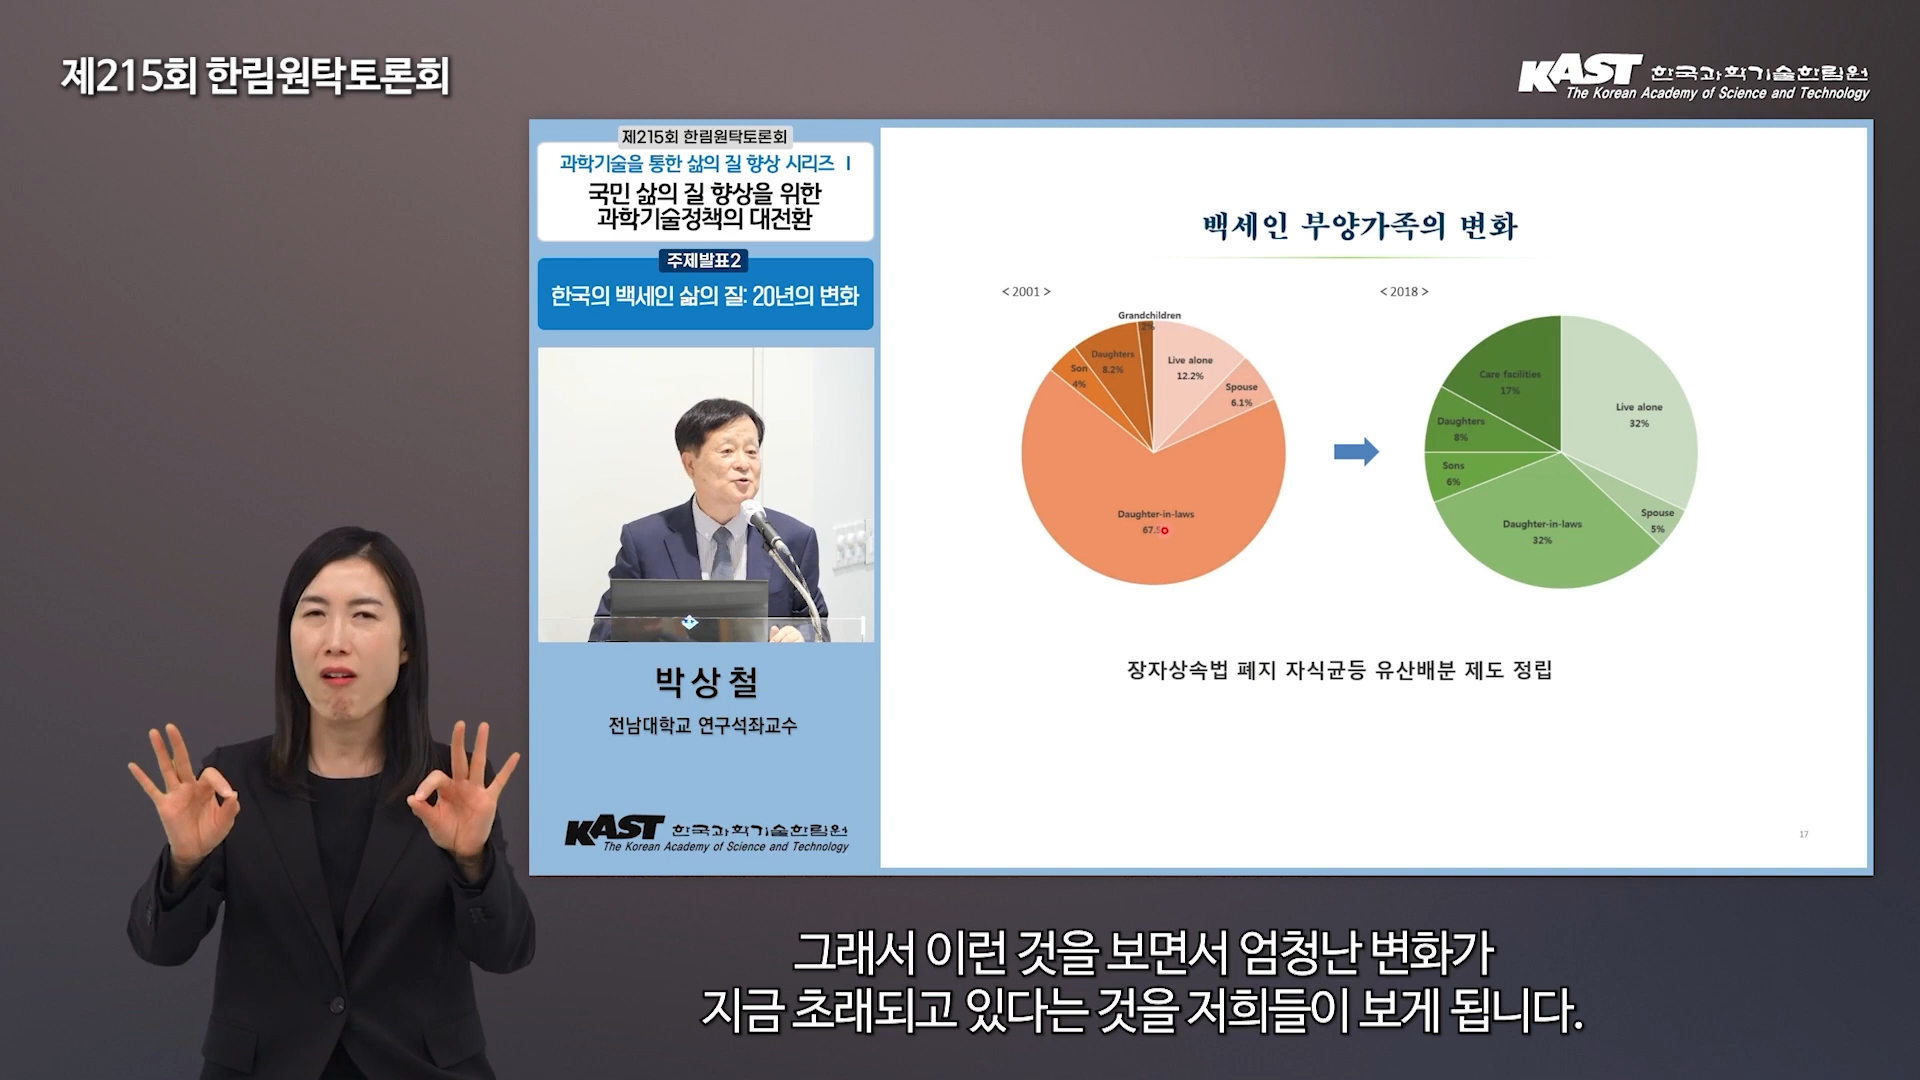 제215회 한림원탁토론회
KAST 한국과학기술한림원
The Korean Academy of Science and Technology
제215회 한림원탁토론회
과학기술을 통한 삶의 질 향상 시리즈 Ⅰ
국민 삶의 질 향상을 위한
과학기술정책의 대전환
주제발표2
한국의 백세인 삶의 질: 20년의 변화
박상철
전남대학교 연구석좌교수
KAST 한국과학기술한림원
The Korean Academy of Science and Technology
백세인 부양가족의 변화
< 2001 >
Grandchildren
2%
Daughters
8.2%
Son
4%
Live alone
12.2%
Spouse
6.1%
Daughter-in-laws
< 2018 >
Care facilities
17%
Live alone
32%
Daughters
8%
Sons
6%
Spouse
5%
Daughter-in-laws
32%
장자상속법 폐지 자식균등 유산배분 제도 정립
17
그래서 이런 것을 보면서 엄청난 변화가
지금 초래되고 있다는 것을 저희들이 보게 됩니다.